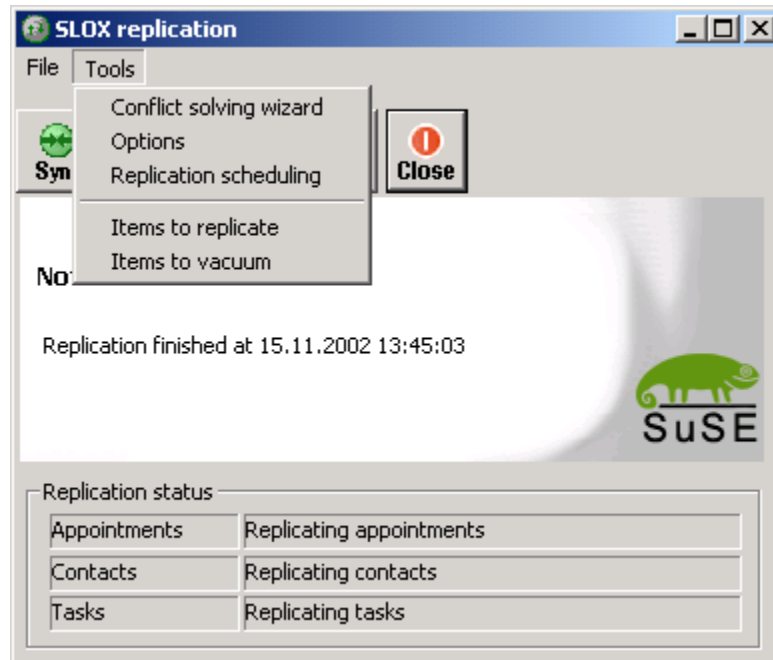 SLOX replication
File Tools
Conflict solving wizard
Options
Replication scheduling
Items to replicate
Items to vacuum
Syn
Close
No
Replication finished at 15.11.2002 13:45:03
SuSE
Replication status
Appointments Replicating appointments
Contacts Replicating contacts
Tasks Replicating tasks